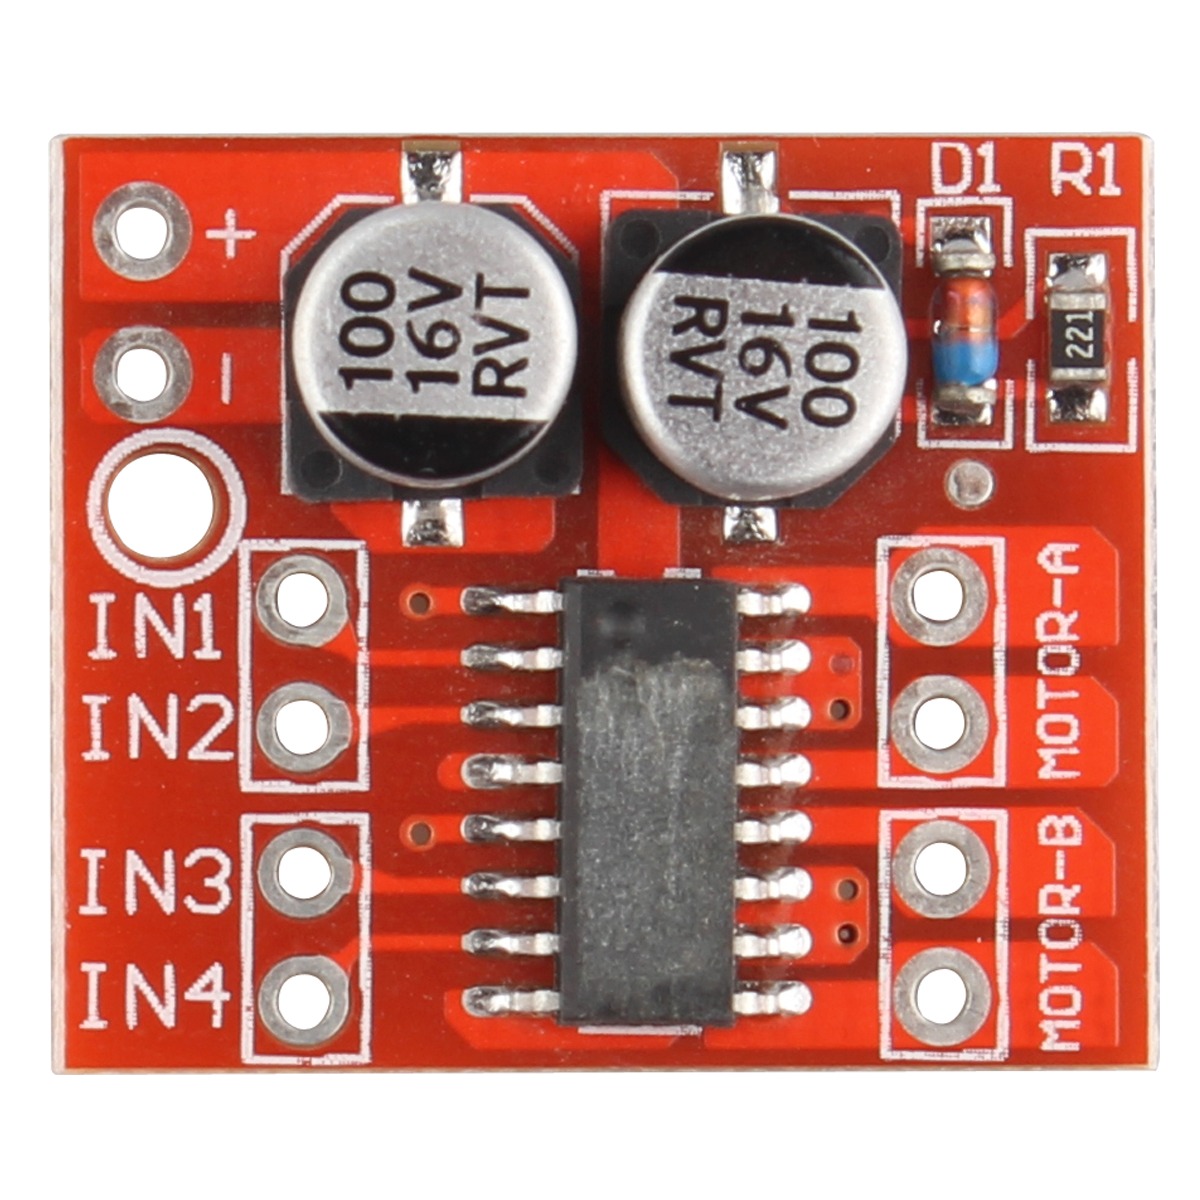 D1 R1
+
-
100
16V
RVT
100
16V
RVT
221
IN1
IN2
IN3
IN4
MOTOR-A
MOTOR-B